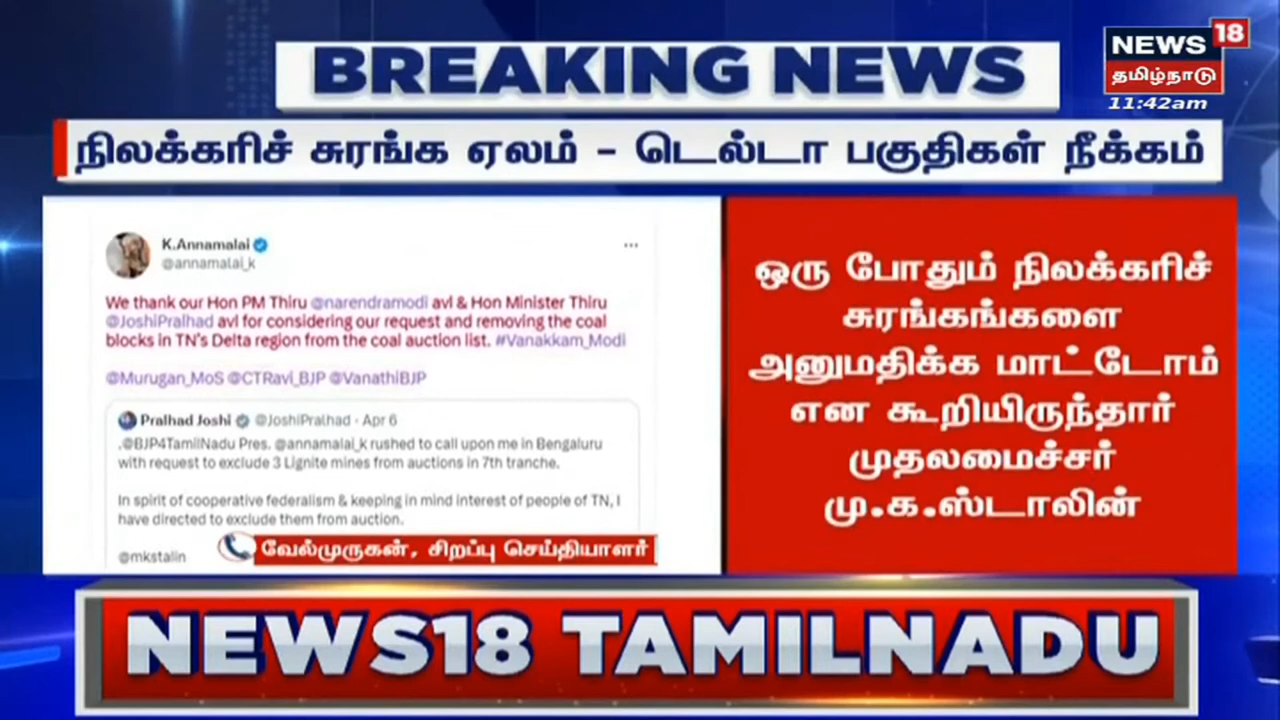 BREAKING NEWS
NEWS 18
தமிழ்நாடு
11:42am
நிலக்கரிச் சுரங்க ஏலம் – டெல்டா பகுதிகள் நீக்கம்
K.Annamalai
@annamalai_k
We thank our Hon PM Thiru @narendramodi avl & Hon Minister Thiru
@JoshiPralhad avl for considering our request and removing the coal
blocks in TN's Delta region from the coal auction list. #Vanakkam_Modi
@Murugan_MoS @CTRavi_BJP @VanathiBJP
Pralhad Joshi @JoshiPralhad · Apr 6
.@BJP4TamilNadu Pres. @annamalai_k rushed to call upon me in Bengaluru
with request to exclude 3 Lignite mines from auctions in 7th tranche.
In spirit of cooperative federalism & keeping in mind interest of people of TN, I
have directed to exclude them from auction.
@mkstalin
வேல்முருகன், சிறப்பு செய்தியாளர்
ஒரு போதும் நிலக்கரிச்
சுரங்கங்களை
அனுமதிக்க மாட்டோம்
என கூறியிருந்தார்
முதலமைச்சர்
மு.க.ஸ்டாலின்
NEWS18 TAMILNADU